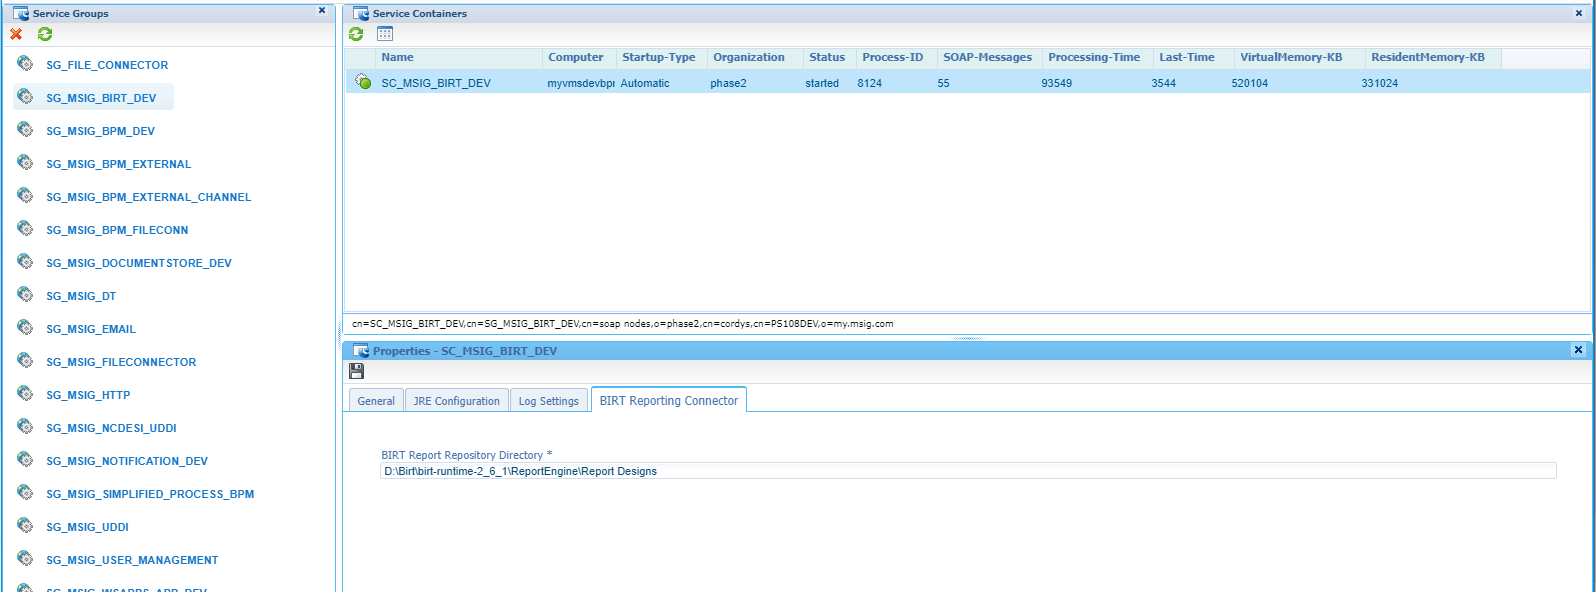 Service Groups
SG_FILE_CONNECTOR
SG_MSIG_BIRT_DEV
SG_MSIG_BPM_DEV
SG_MSIG_BPM_EXTERNAL
SG_MSIG_BPM_EXTERNAL_CHANNEL
SG_MSIG_BPM_FILECONN
SG_MSIG_DOCUMENTSTORE_DEV
SG_MSIG_DT
SG_MSIG_EMAIL
SG_MSIG_FILECONNECTOR
SG_MSIG_HTTP
SG_MSIG_NCDESI_UDDI
SG_MSIG_NOTIFICATION_DEV
SG_MSIG_SIMPLIFIED_PROCESS_BPM
SG_MSIG_UDDI
SG_MSIG_USER_MANAGEMENT
SG_MSIG_WSAPPS_APP_DEV
Service Containers
Name Computer Startup-Type Organization Status Process-ID SOAP-Messages Processing-Time Last-Time VirtualMemory-KB ResidentMemory-KB
SC_MSIG_BIRT_DEV myvmsdevbpr Automatic phase2 started 8124 55 93549 3544 520104 331024
cn=SC_MSIG_BIRT_DEV,cn=SG_MSIG_BIRT_DEV,cn=soap nodes,o=phase2,cn=cordys,cn=PS108DEV,o=my.msig.com
Properties - SC_MSIG_BIRT_DEV
General JRE Configuration Log Settings BIRT Reporting Connector
BIRT Report Repository Directory *
D:\Birt\birt-runtime-2_6_1\ReportEngine\Report Designs